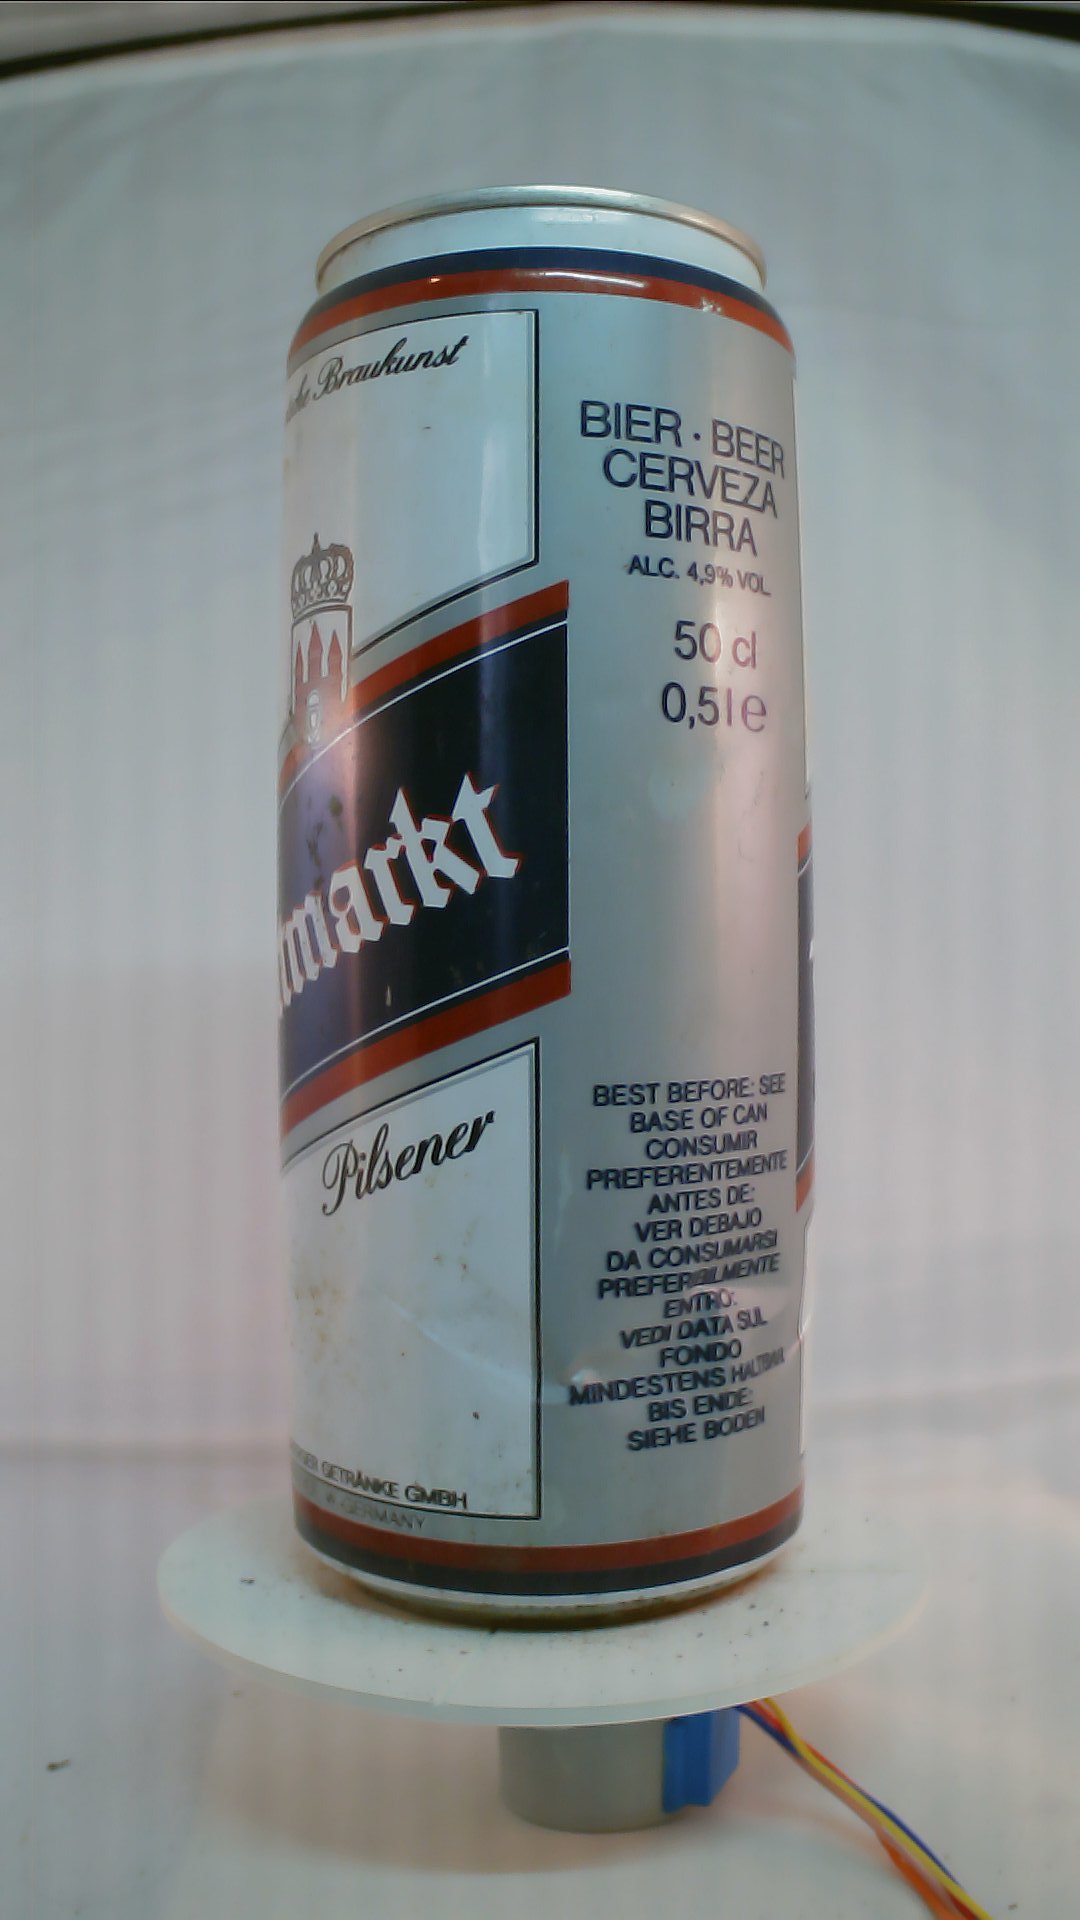 Braukunst
markt
Pilsener
GETRÄNKE GMBH
GERMANY
BIER · BEER
CERVEZA
BIRRA
ALC. 4,9% VOL.
50 cl
0,5 l e
BEST BEFORE: SEE
BASE OF CAN
CONSUMIR
PREFERENTEMENTE
ANTES DE:
VER DEBAJO
DA CONSUMARSI
PREFERIBILMENTE
ENTRO:
VEDI DATA SUL
FONDO
MINDESTENS HALTBAR
BIS ENDE:
SIEHE BODEN